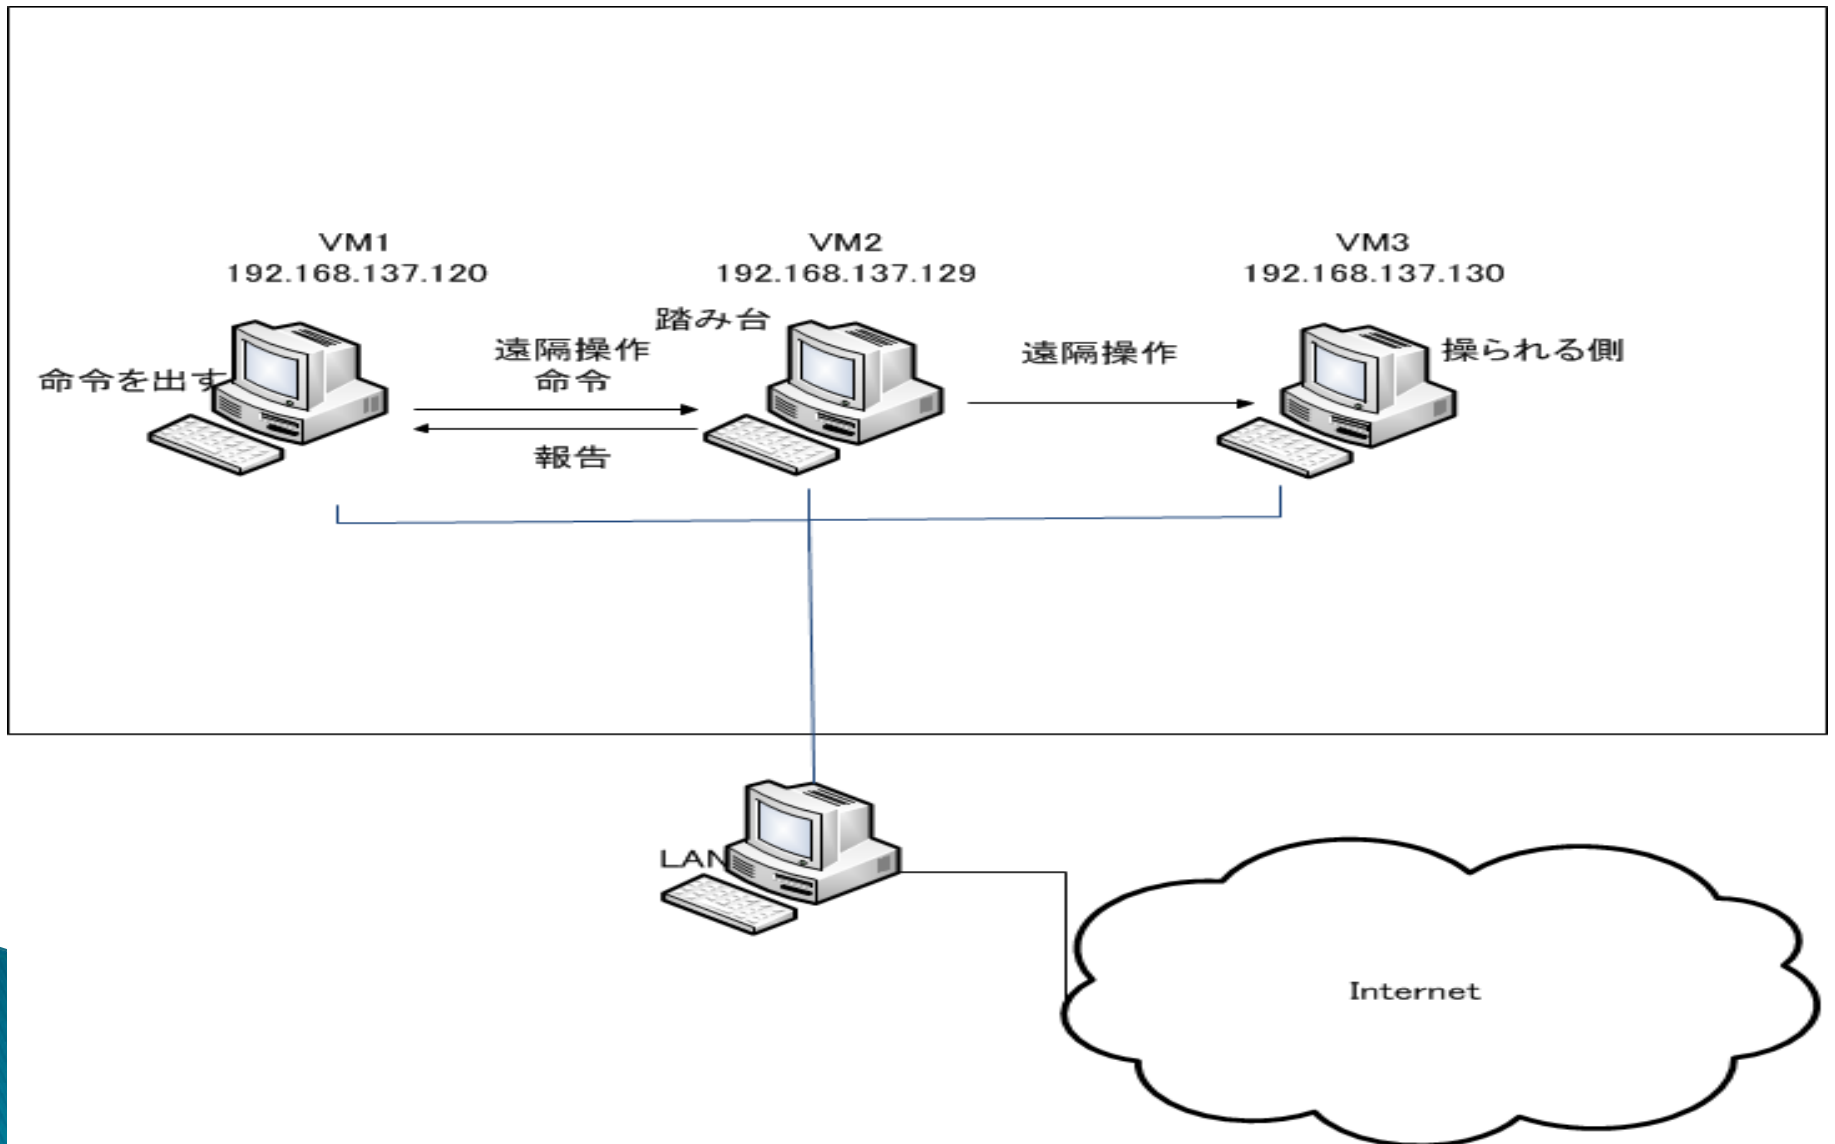 VM1
192.168.137.120
VM2
192.168.137.129
VM3
192.168.137.130
命令を出す
遠隔操作
命令
報告
踏み台
遠隔操作
操られる側
LAN
Internet